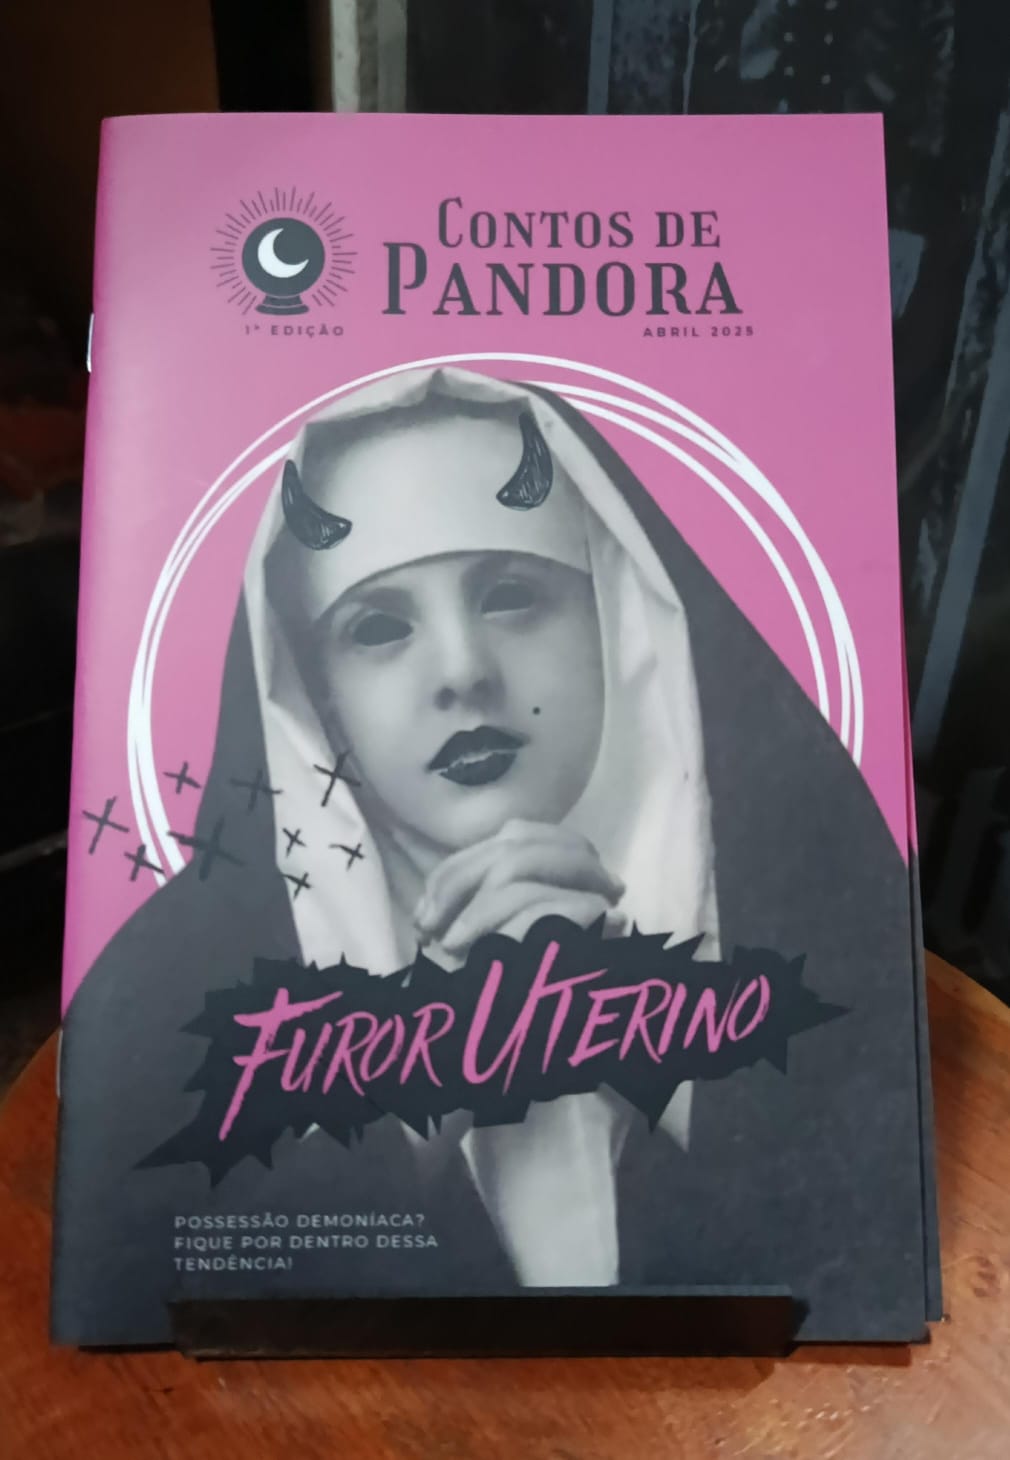 CONTOS DE
PANDORA
1ª EDIÇÃO
ABRIL 2025
FUROR UTERINO
POSSESSÃO DEMONÍACA?
FIQUE POR DENTRO DESSA
TENDÊNCIA!